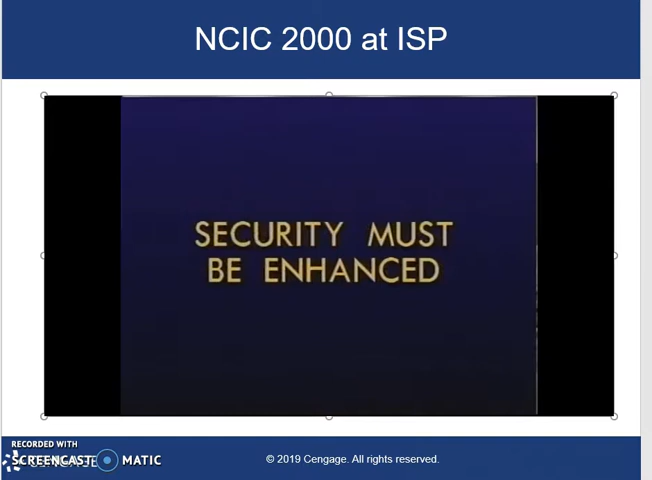 NCIC 2000 at ISP
SECURITY MUST
BE ENHANCED
RECORDED WITH
SCREENCAST MATIC
© 2019 Cengage. All rights reserved.